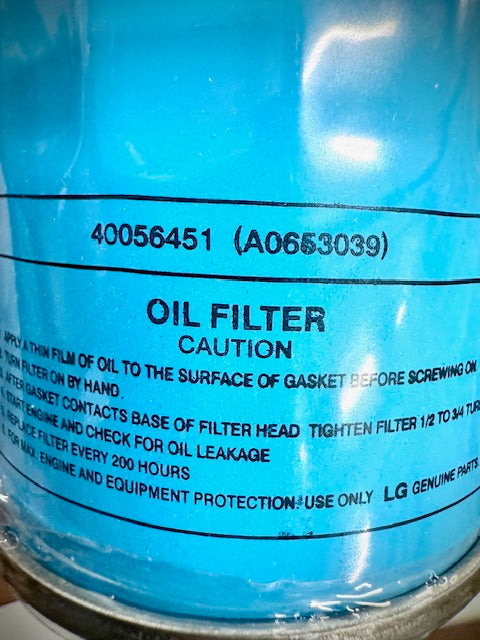 40056451 (A0653039)
OIL FILTER
CAUTION
APPLY A THIN FILM OF OIL TO THE SURFACE OF GASKET BEFORE SCREWING ON.
TURN FILTER ON BY HAND.
AFTER GASKET CONTACTS BASE OF FILTER HEAD TIGHTEN FILTER 1/2 TO 3/4 TURN
START ENGINE AND CHECK FOR OIL LEAKAGE
REPLACE FILTER EVERY 200 HOURS
FOR MAX. ENGINE AND EQUIPMENT PROTECTION: USE ONLY LG GENUINE PARTS.